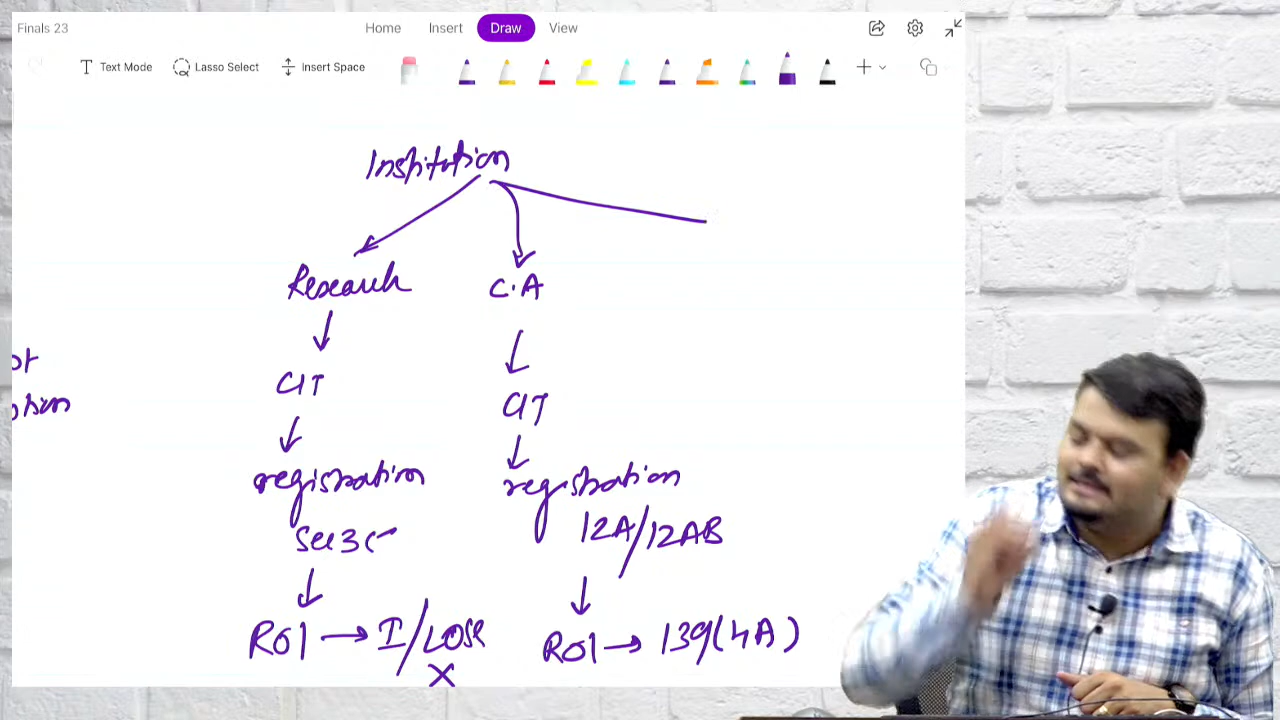 Finals 23
Home Insert Draw View
Text Mode Lasso Select Insert Space
Institution
Research C.A
CIT CIT
registration registration
Sec 35 12A/12AB
ROI → I/Loss ROI → 139(4A)
X